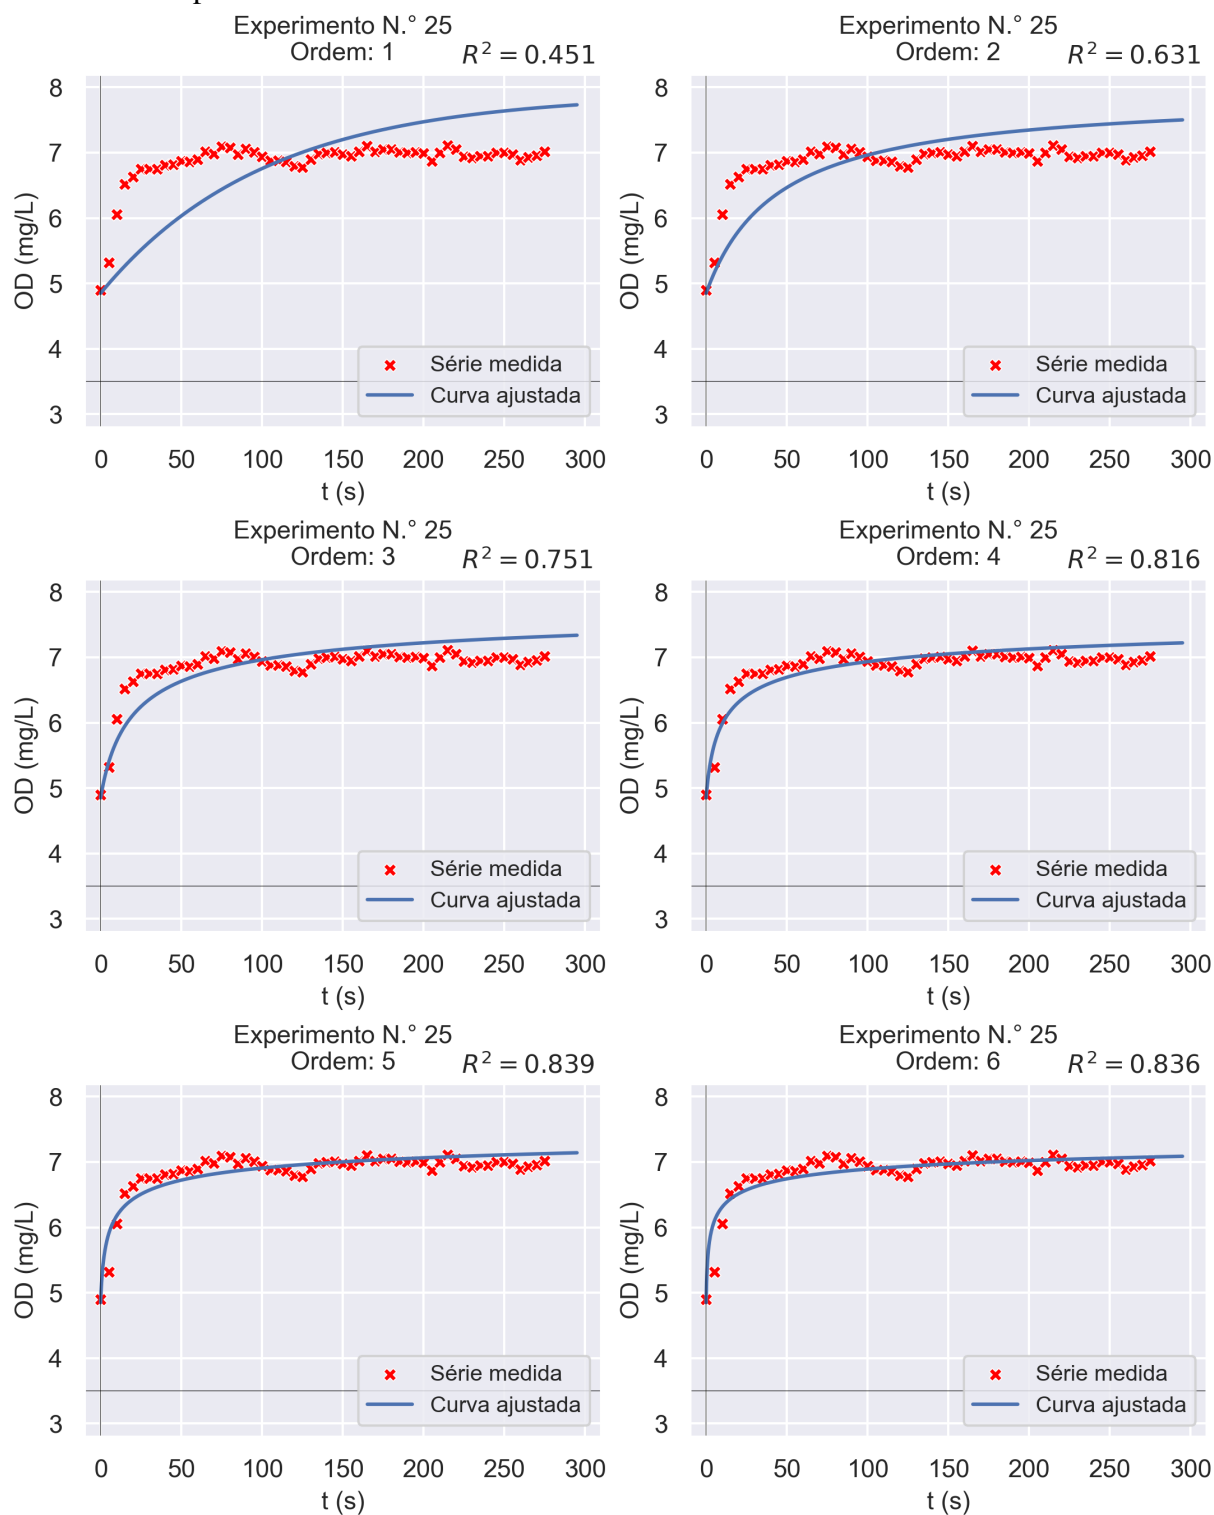 Experimento N.° 25
Ordem: 1 R² = 0.451
8
7
6
5
4
3
OD (mg/L)
Série medida
Curva ajustada
0 50 100 150 200 250 300
t (s)
Experimento N.° 25
Ordem: 2 R² = 0.631
8
7
6
5
4
3
OD (mg/L)
Série medida
Curva ajustada
0 50 100 150 200 250 300
t (s)
Experimento N.° 25
Ordem: 3 R² = 0.751
8
7
6
5
4
3
OD (mg/L)
Série medida
Curva ajustada
0 50 100 150 200 250 300
t (s)
Experimento N.° 25
Ordem: 4 R² = 0.816
8
7
6
5
4
3
OD (mg/L)
Série medida
Curva ajustada
0 50 100 150 200 250 300
t (s)
Experimento N.° 25
Ordem: 5 R² = 0.839
8
7
6
5
4
3
OD (mg/L)
Série medida
Curva ajustada
0 50 100 150 200 250 300
t (s)
Experimento N.° 25
Ordem: 6 R² = 0.836
8
7
6
5
4
3
OD (mg/L)
Série medida
Curva ajustada
0 50 100 150 200 250 300
t (s)